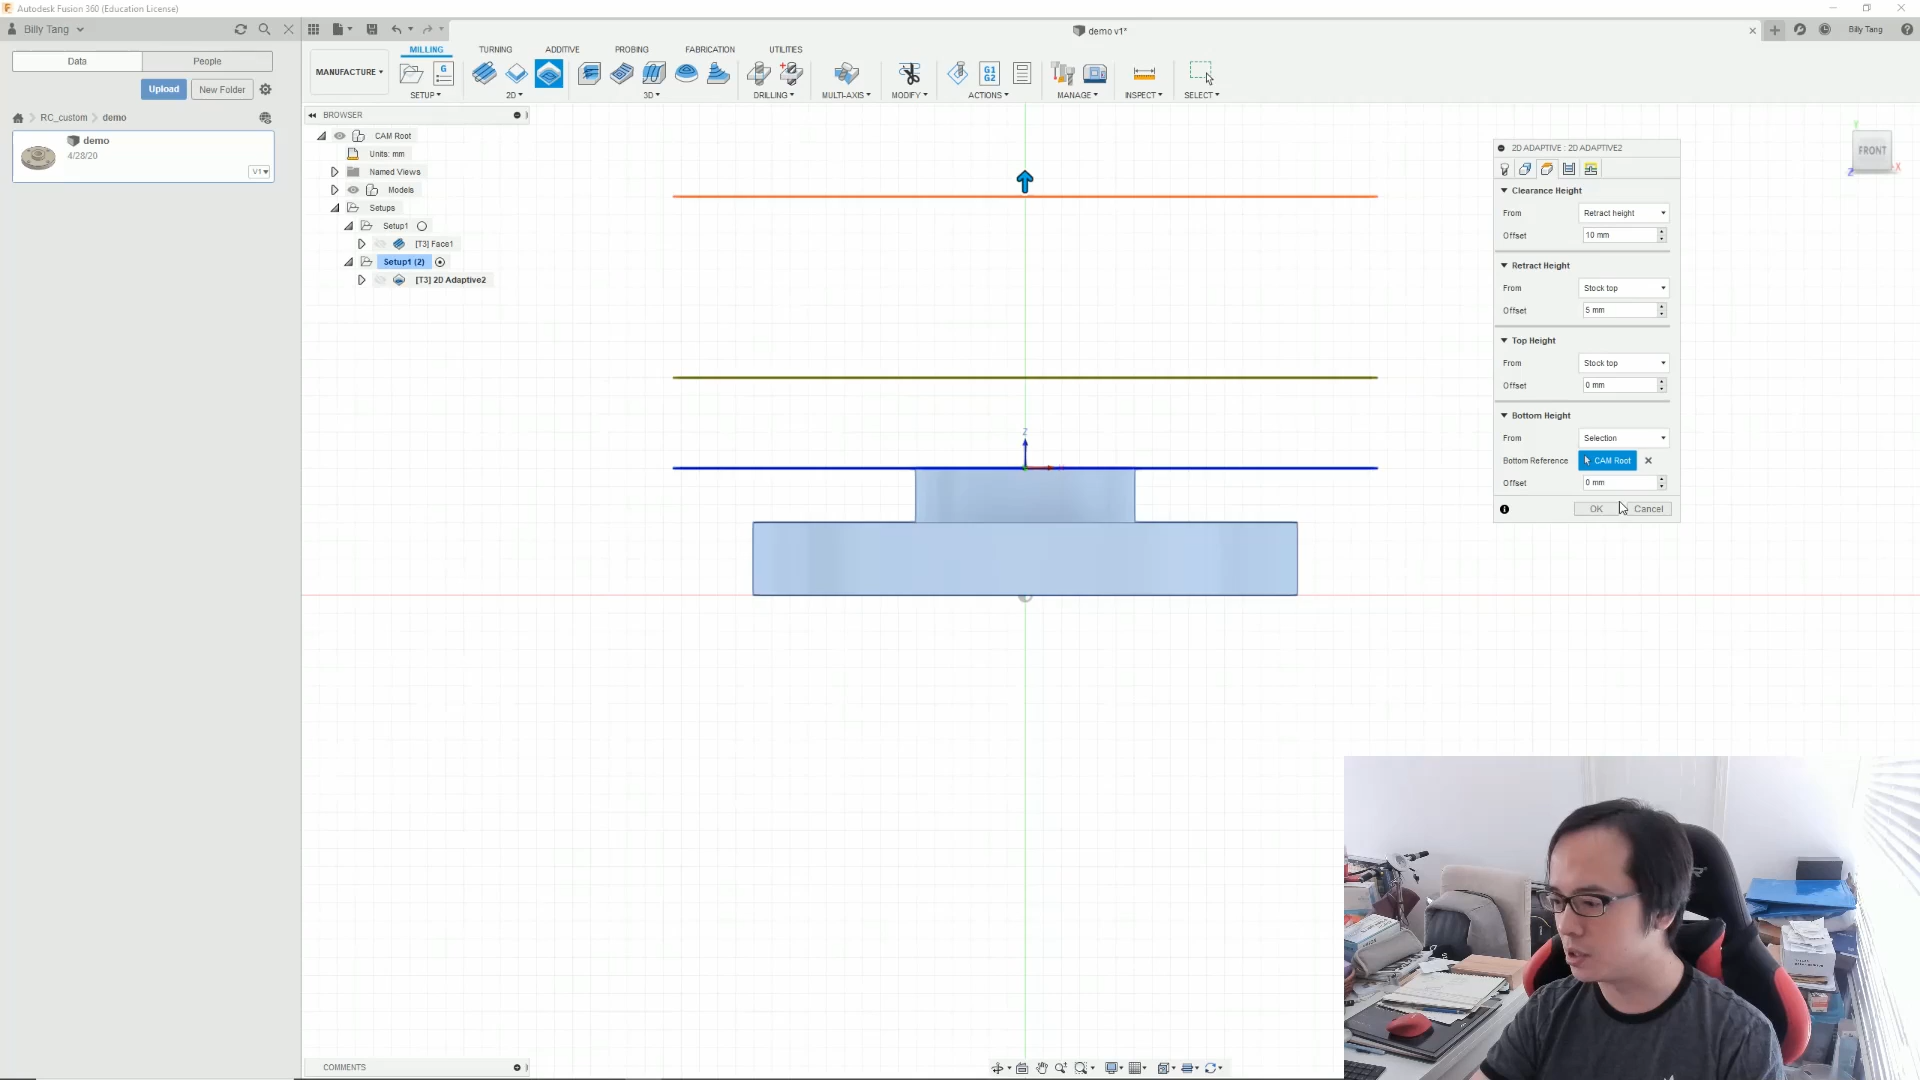 Autodesk Fusion 360 (Education License)
Billy Tang
demo v1*
Billy Tang
Data
People
Upload
New Folder
RC_custom
demo
demo
4/28/20
V1
MANUFACTURE
MILLING
TURNING
ADDITIVE
PROBING
FABRICATION
UTILITIES
SETUP
2D
3D
DRILLING
MULTI-AXIS
MODIFY
ACTIONS
MANAGE
INSPECT
SELECT
G
G1
G2
BROWSER
CAM Root
Units: mm
Named Views
Models
Setups
Setup1
[T3] Face1
Setup1 (2)
[T3] 2D Adaptive2
Z
FRONT
Y
X
Z
2D ADAPTIVE : 2D ADAPTIVE2
Clearance Height
From Retract height
Offset 10 mm
Retract Height
From Stock top
Offset 5 mm
Top Height
From Stock top
Offset 0 mm
Bottom Height
From Selection
Bottom Reference CAM Root
Offset 0 mm
OK Cancel
COMMENTS